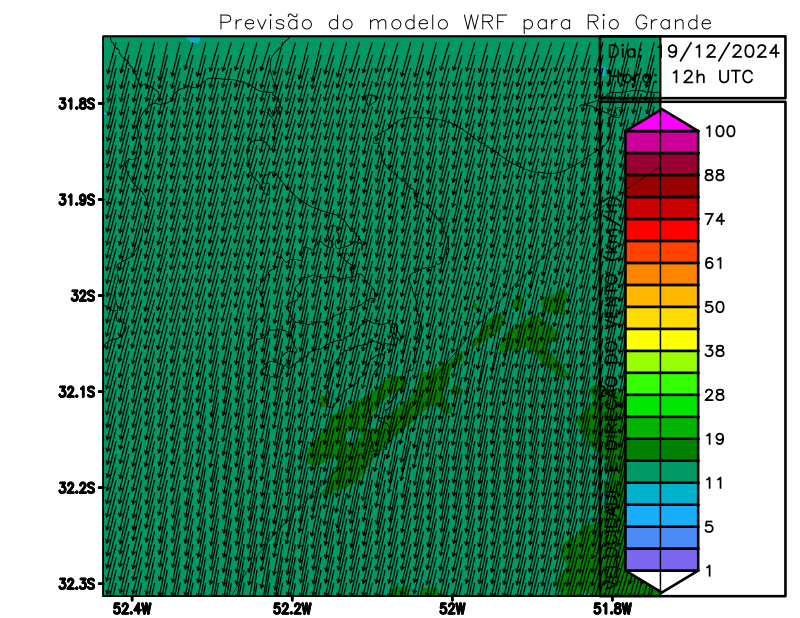 Previsão do modelo WRF para Rio Grande
Dia: 19/12/2024
Hora: 12h UTC
31.8S
31.9S
32S
32.1S
32.2S
32.3S
52.4W
52.2W
52W
51.8W
VELOCIDADE E DIREÇÃO DO VENTO (km/h)
100
88
74
61
50
38
28
19
11
5
1